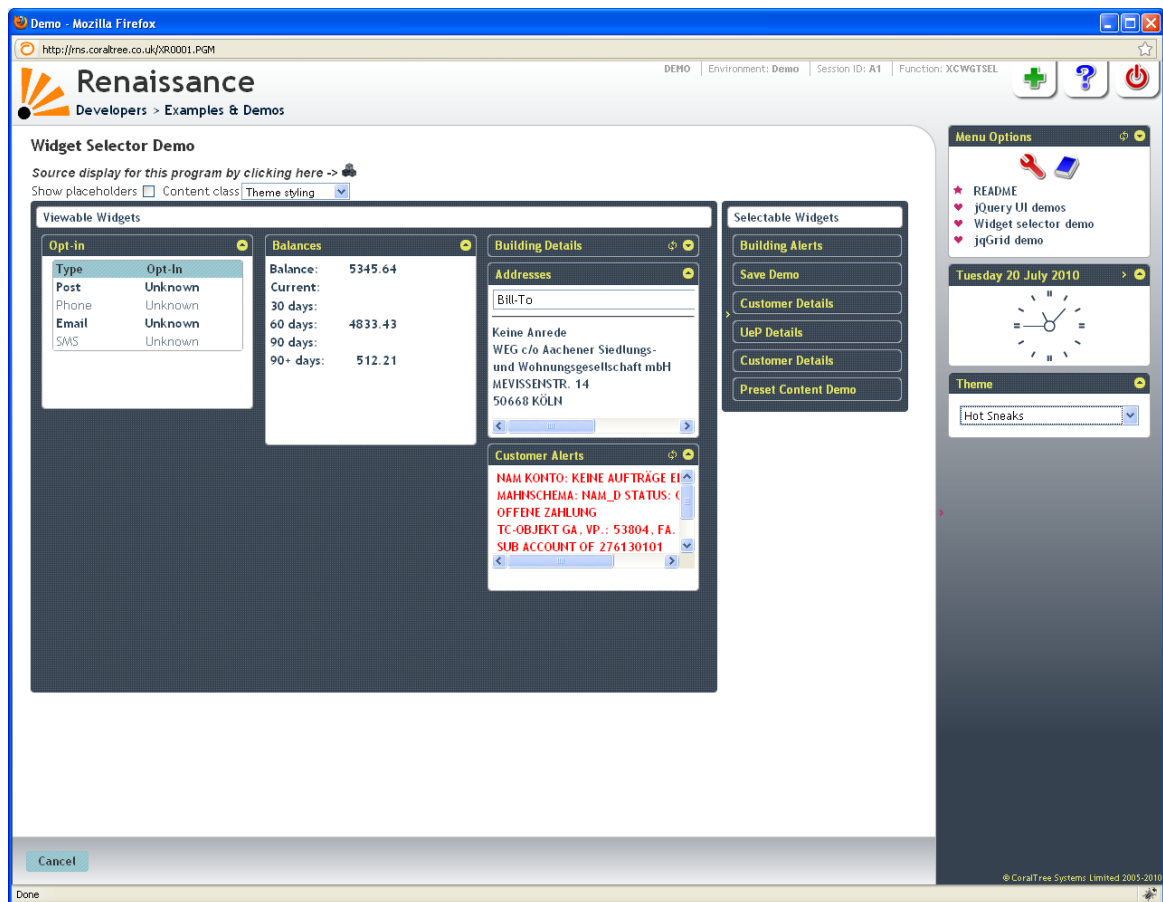 Demo - Mozilla Firefox
http://rns.coraltree.co.uk/XR0001.PGM
Renaissance
Developers > Examples & Demos
DEMO Environment: Demo Session ID: A1 Function: XCWGTSEL
Widget Selector Demo
Source display for this program by clicking here ->
Show placeholders Content class Theme styling
Viewable Widgets
Opt-in
Type Opt-In
Post Unknown
Phone Unknown
Email Unknown
SMS Unknown
Balances
Balance: 5345.64
Current:
30 days:
60 days: 4833.43
90 days:
90+ days: 512.21
Building Details
Addresses
Bill-To
Keine Anrede
WEG c/o Aachener Siedlungs-
und Wohnungsgesellschaft mbH
MEVISSENSTR. 14
50668 KÖLN
Customer Alerts
NAM KONTO: KEINE AUFTRÄGE EI
MAHNSCHEMA: NAM_D STATUS:
OFFENE ZAHLUNG
TC-OBJEKT GA, VP.: 53804, FA.
SUB ACCOUNT OF 276130101
Selectable Widgets
Building Alerts
Save Demo
Customer Details
UeP Details
Customer Details
Preset Content Demo
Menu Options
README
jQuery UI demos
Widget selector demo
jqGrid demo
Tuesday 20 July 2010 >
Theme
Hot Sneaks
Cancel
© CoralTree Systems Limited 2005-2010
Done